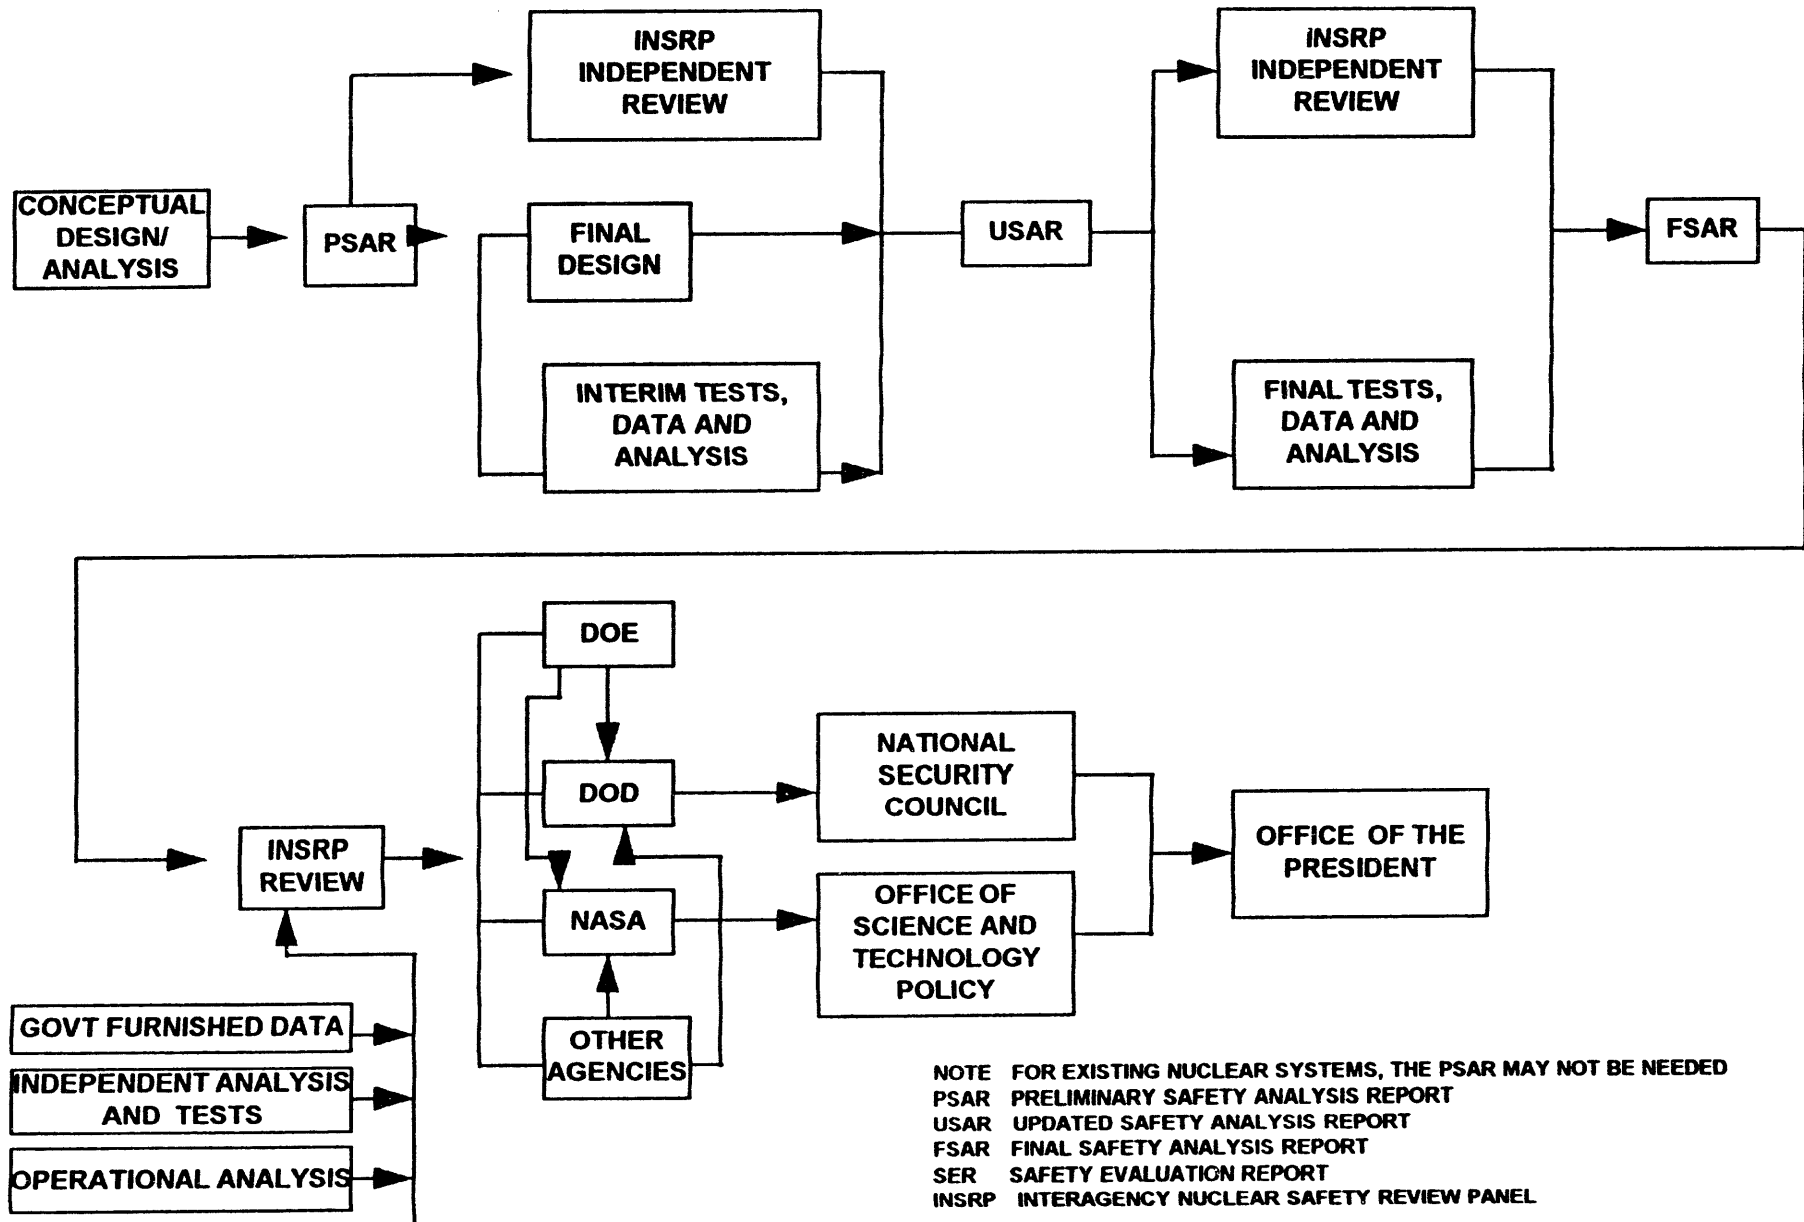 INSRP
INDEPENDENT
REVIEW
INSRP
INDEPENDENT
REVIEW
CONCEPTUAL
DESIGN/
ANALYSIS
PSAR
FINAL
DESIGN
USAR
FSAR
INTERIM TESTS,
DATA AND
ANALYSIS
FINAL TESTS,
DATA AND
ANALYSIS
DOE
DOD
NATIONAL
SECURITY
COUNCIL
INSRP
REVIEW
OFFICE OF THE
PRESIDENT
NASA
OFFICE OF
SCIENCE AND
TECHNOLOGY
POLICY
GOVT FURNISHED DATA
OTHER
AGENCIES
INDEPENDENT ANALYSIS
AND TESTS
OPERATIONAL ANALYSIS
NOTE FOR EXISTING NUCLEAR SYSTEMS, THE PSAR MAY NOT BE NEEDED
PSAR PRELIMINARY SAFETY ANALYSIS REPORT
USAR UPDATED SAFETY ANALYSIS REPORT
FSAR FINAL SAFETY ANALYSIS REPORT
SER SAFETY EVALUATION REPORT
INSRP INTERAGENCY NUCLEAR SAFETY REVIEW PANEL